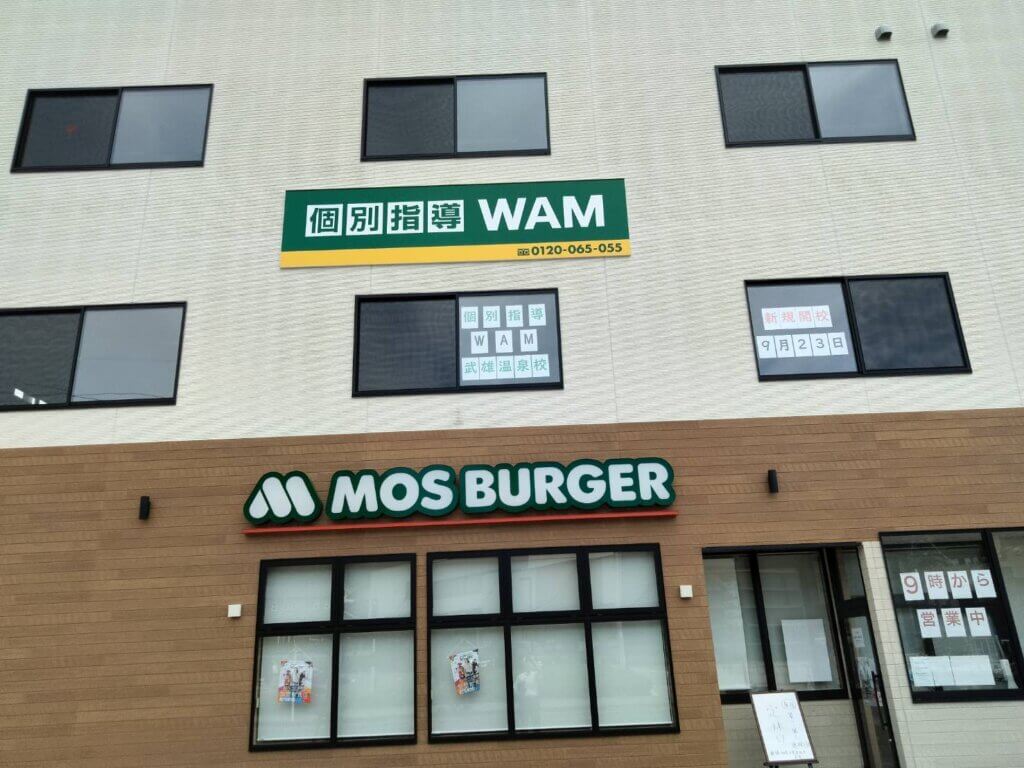 個別指導 WAM
0120-065-055
個別指導
WAM
武雄温泉校
新規開校
9月23日
MOS BURGER
9時から
営業中